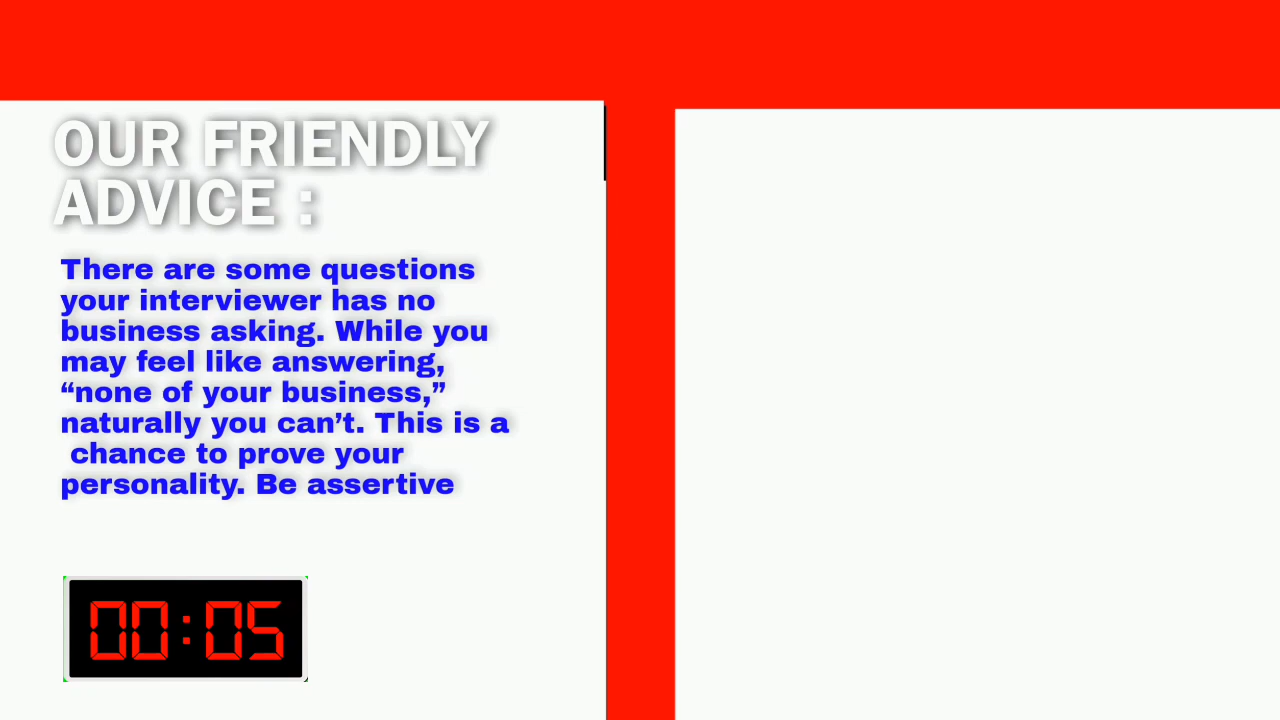 OUR FRIENDLY
ADVICE :
There are some questions
your interviewer has no
business asking. While you
may feel like answering,
“none of your business,”
naturally you can’t. This is a
chance to prove your
personality. Be assertive
00:05